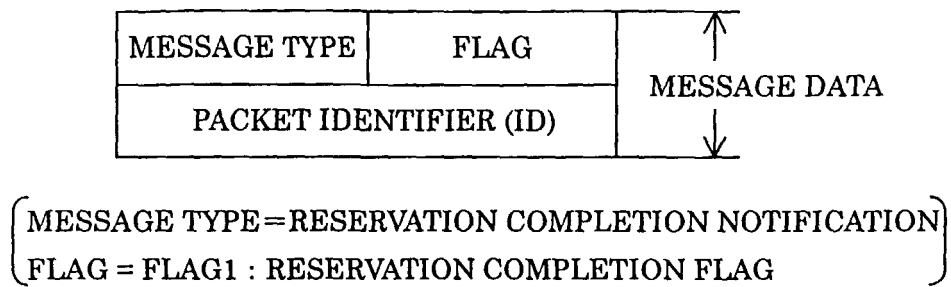 MESSAGE TYPE FLAG
MESSAGE DATA
PACKET IDENTIFIER (ID)
MESSAGE TYPE=RESERVATION COMPLETION NOTIFICATION
FLAG = FLAG1 : RESERVATION COMPLETION FLAG